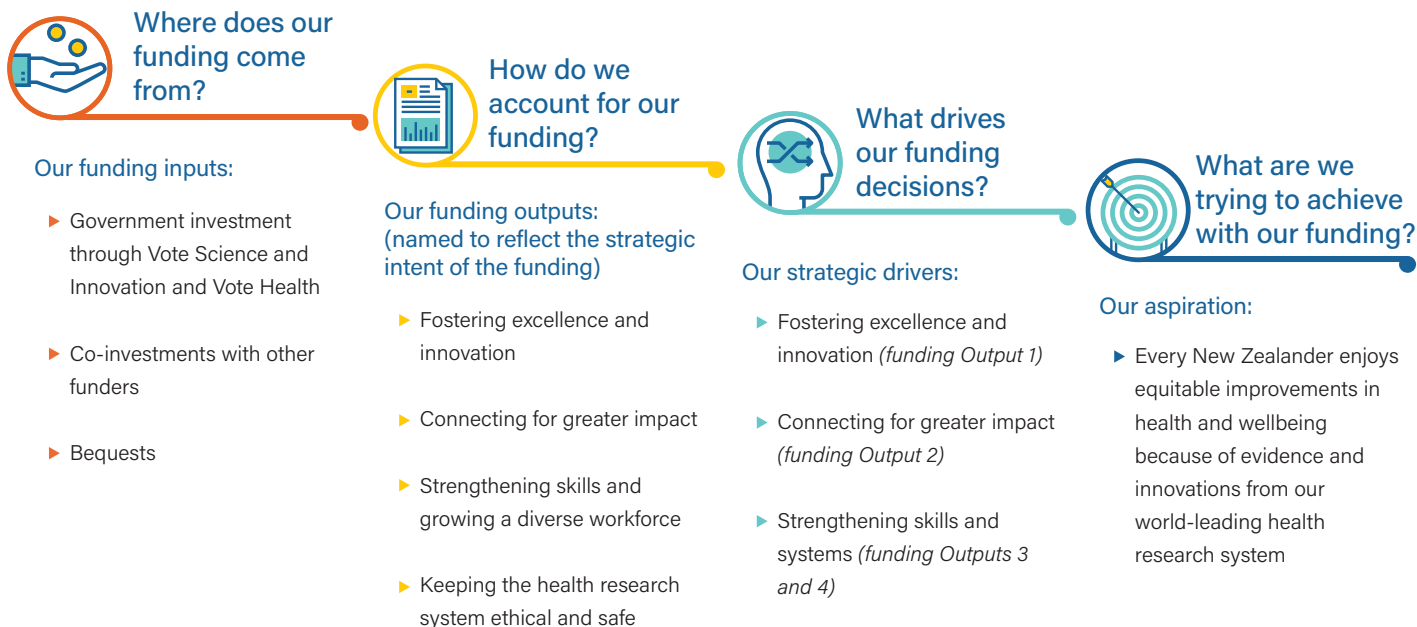 Where does our
funding come
from?
Our funding inputs:
Government investment
through Vote Science and
Innovation and Vote Health
Co-investments with other
funders
Bequests
How do we
account for our
funding?
Our funding outputs:
(named to reflect the strategic
intent of the funding)
Fostering excellence and
innovation
Connecting for greater impact
Strengthening skills and
growing a diverse workforce
Keeping the health research
system ethical and safe
What drives
our funding
decisions?
Our strategic drivers:
Fostering excellence and
innovation (funding Output 1)
Connecting for greater impact
(funding Output 2)
Strengthening skills and
systems (funding Outputs 3
and 4)
What are we
trying to achieve
with our funding?
Our aspiration:
Every New Zealander enjoys
equitable improvements in
health and wellbeing
because of evidence and
innovations from our
world-leading health
research system